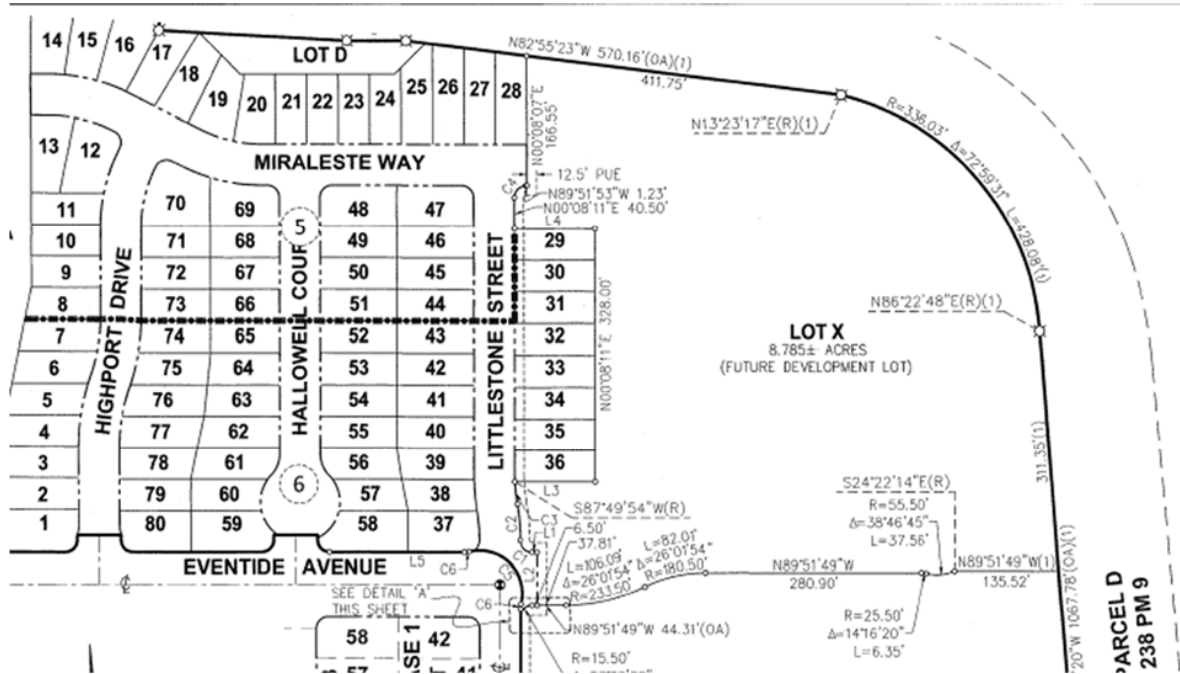 14 15 16 17 18 19 20 21 22 23 24 25 26 27 28
LOT D
N82°55'23"W 570.16'(OA)(1)
411.75'
N00°08'07"E
166.55'
N13°23'17"E(R)(1)
R=336.03' Δ=72°59'31" L=428.08'(1)
13 12
MIRALESTE WAY
12.5' PUE
C4
N89°51'53"W 1.23'
N00°08'11"E 40.50'
L4
11
10
9
8
7
6
5
4
3
2
1
HIGHPORT DRIVE
70 69
71 68
72 67
73 66
74 65
75 64
76 63
77 62
78 61
79 60
80 59
5
HALLOWELL COUR
6
48 47
49 46
50 45
51 44
52 43
53 42
54 41
55 40
56 39
57 38
58 37
LITTLESTONE STREET
29
30
31
32
33
34
35
36
N00°08'11"E 328.00'
L3
N86°22'48"E(R)(1)
LOT X
8.785± ACRES
(FUTURE DEVELOPMENT LOT)
311.35'(1)
S24°22'14"E(R)
R=55.50'
Δ=38°46'45"
L=37.56'
S87°49'54"W(R)
C2
C3
L1
6.50'
37.81'
L=106.09'
Δ=26°01'54"
R=233.50'
L=82.01'
Δ=26°01'54"
R=180.50'
N89°51'49"W
280.90'
N89°51'49"W(1)
135.52'
EVENTIDE AVENUE
L5
C6
C5
SEE DETAIL 'A'
THIS SHEET
C6
N89°51'49"W 44.31'(OA)
R=15.50'
R=25.50'
Δ=14°16'20"
L=6.35'
20"W 1067.78'(OA)(1)
PARCEL D
238 PM 9
58 42
57 41
ASE 1